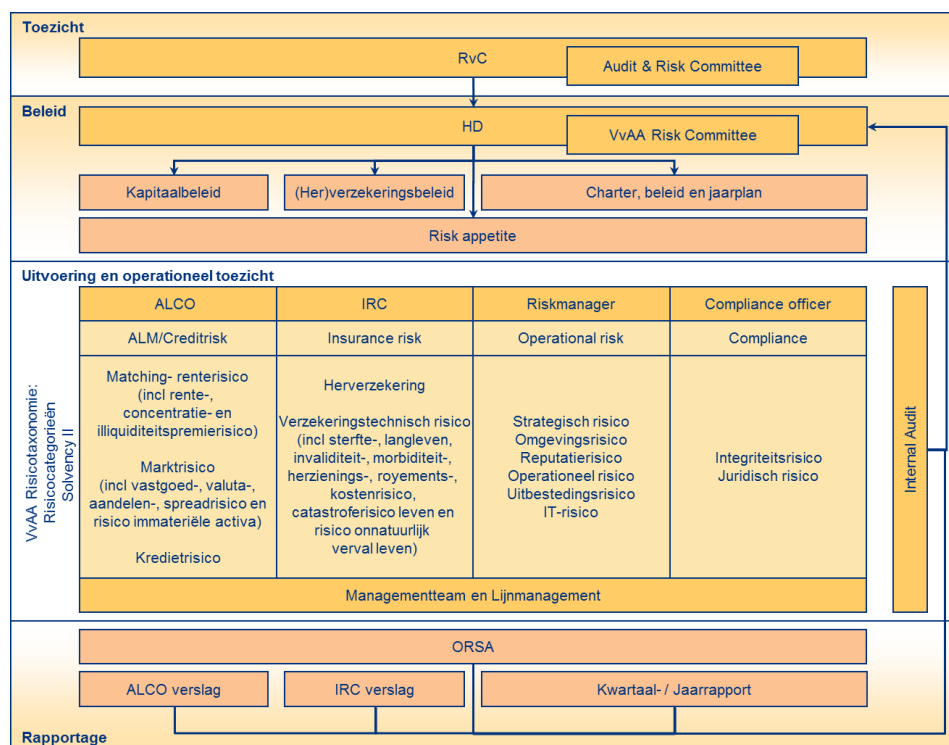 Toezicht
RvC
Audit & Risk Committee
Beleid
HD
VvAA Risk Committee
Kapitaalbeleid
(Her)verzekeringsbeleid
Charter, beleid en jaarplan
Risk appetite
Uitvoering en operationeel toezicht
VvAA Risicotaxonomie:
Risicocategorieën
Solvency II
ALCO
IRC
Riskmanager
Compliance officer
ALM/Creditrisk
Insurance risk
Operational risk
Compliance
Matching- renterisico
(incl rente-,
concentratie- en
illiquiditeitspremierisico)
Marktrisico
(incl vastgoed-, valuta-,
aandelen-, spreadrisico en
risico immateriële activa)
Kredietrisico
Herverzekering
Verzekeringstechnisch risico
(incl sterfte-, langleven,
invaliditeit-, morbiditeit-,
herzienings-, royements-,
kostenrisico,
catastroferisico leven en
risico onnatuurlijk
verval leven)
Strategisch risico
Omgevingsrisico
Reputatierisico
Operationeel risico
Uitbestedingsrisico
IT-risico
Integriteitsrisico
Juridisch risico
Internal Audit
Managementteam en Lijnmanagement
ORSA
ALCO verslag
IRC verslag
Kwartaal- / Jaarrapport
Rapportage